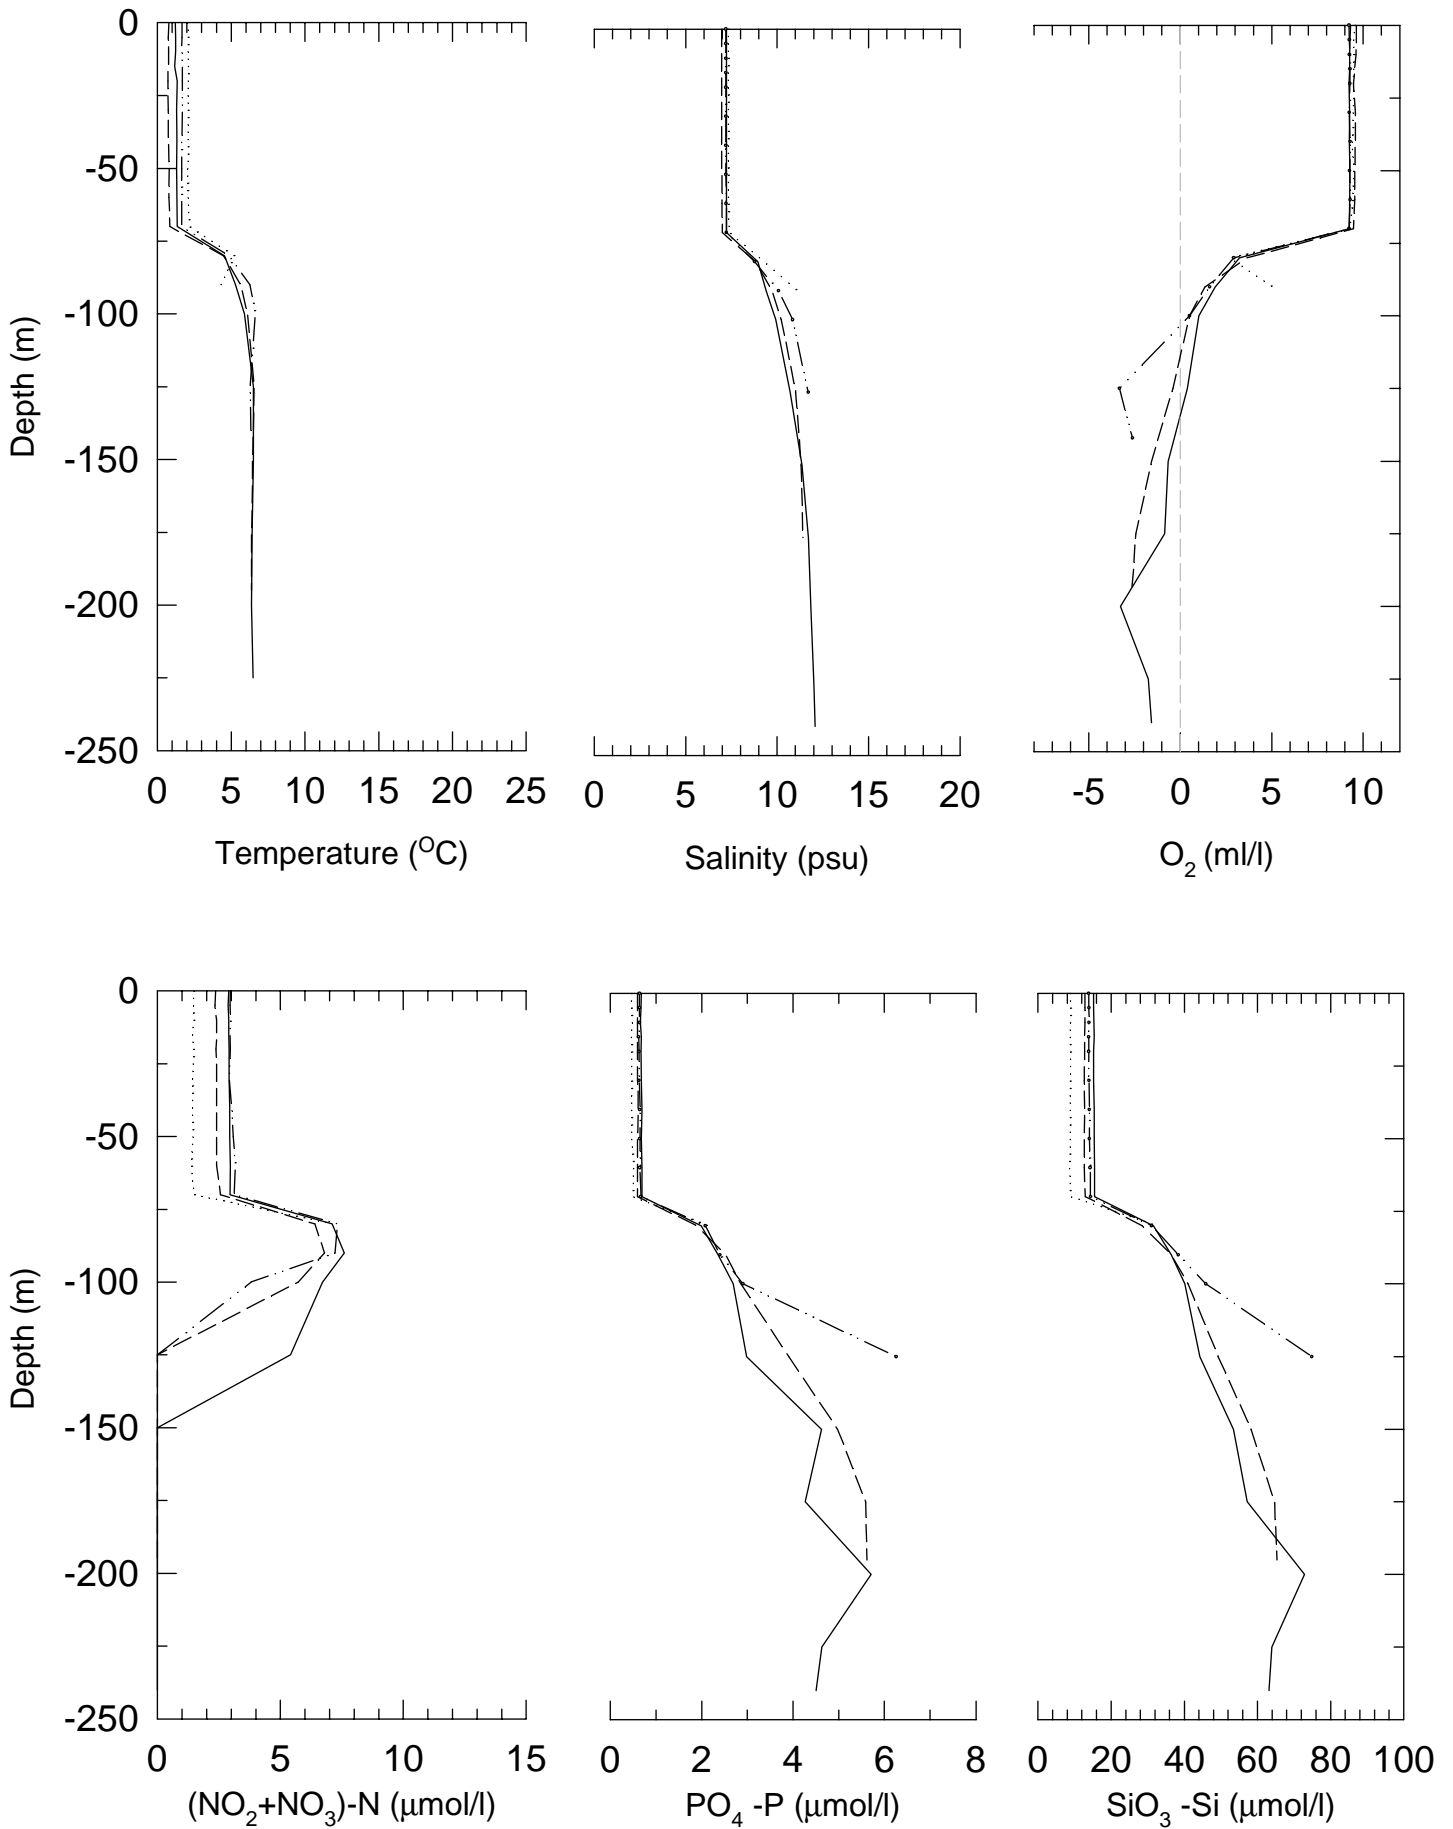 0
-50
-100
-150
-200
-250
Depth (m)
0 5 10 15 20 25
Temperature (OC)
0 5 10 15 20
Salinity (psu)
-5 0 5 10
O2 (ml/l)
0
-50
-100
-150
-200
-250
Depth (m)
0 5 10 15
(NO2+NO3)-N (μmol/l)
0 2 4 6 8
PO4 -P (μmol/l)
0 20 40 60 80 100
SiO3 -Si (μmol/l)